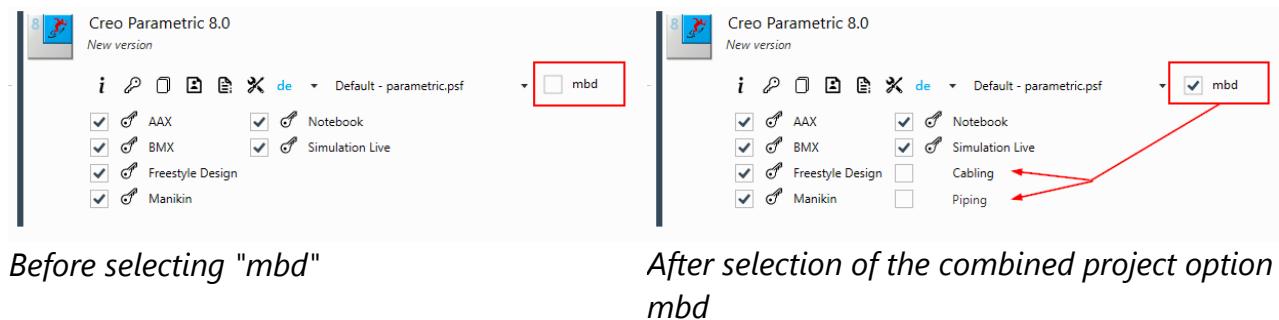 8 Creo Parametric 8.0
New version
i de Default - parametric.psf mbd
AAX Notebook
BMX Simulation Live
Freestyle Design
Manikin
Before selecting "mbd"
8 Creo Parametric 8.0
New version
i de Default - parametric.psf mbd
AAX Notebook
BMX Simulation Live
Freestyle Design Cabling
Manikin Piping
After selection of the combined project option
mbd